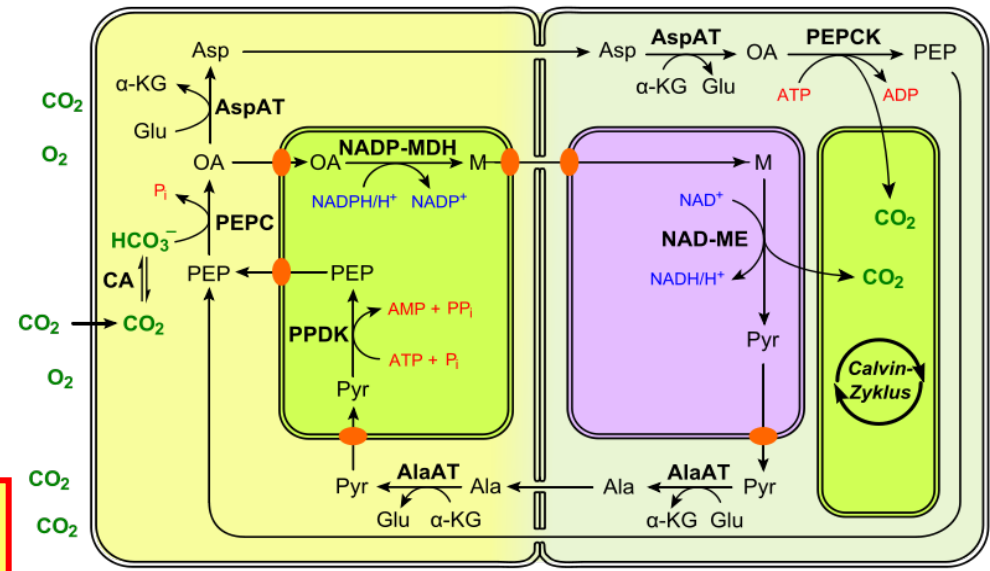 Asp
Asp
AspAT
OA
PEPCK
PEP
α-KG
AspAT
Glu
α-KG
Glu
ATP
ADP
CO₂
O₂
OA
OA
NADP-MDH
M
M
NADPH/H⁺
NADP⁺
Pᵢ
PEPC
HCO₃⁻
CA
PEP
PEP
NAD⁺
NAD-ME
NADH/H⁺
CO₂
CO₂
CO₂
CO₂
PPDK
AMP + PPᵢ
ATP + Pᵢ
Pyr
Pyr
Calvin-
Zyklus
O₂
CO₂
CO₂
Pyr
AlaAT
Ala
Glu
α-KG
Ala
AlaAT
Pyr
α-KG
Glu